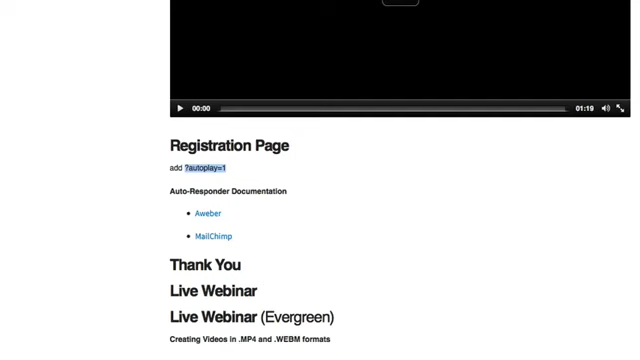 00:00
01:19
Registration Page
add ?autoplay=1
Auto-Responder Documentation
Aweber
MailChimp
Thank You
Live Webinar
Live Webinar (Evergreen)
Creating Videos in .MP4 and .WEBM formats